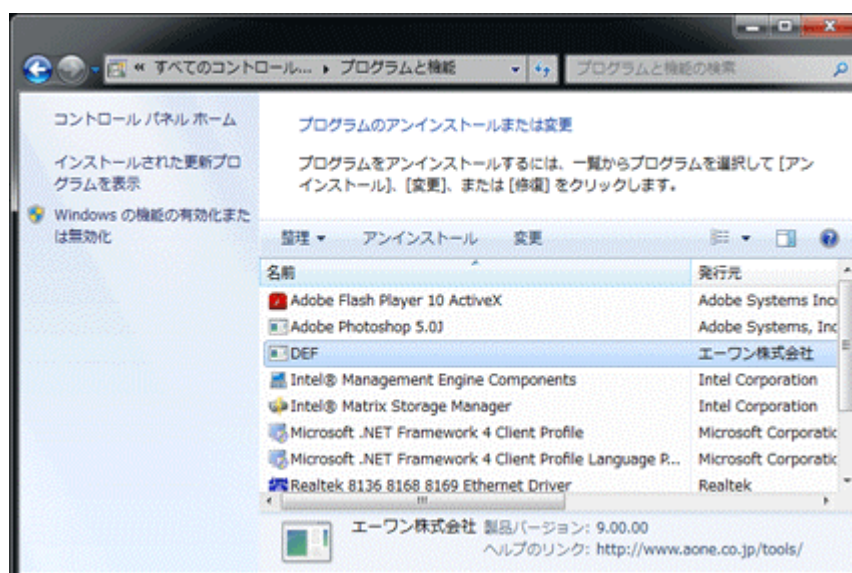 « すべてのコントロール... ▸ プログラムと機能
プログラムと機能の検索
コントロール パネル ホーム
インストールされた更新プログラムを表示
Windows の機能の有効化または無効化
プログラムのアンインストールまたは変更
プログラムをアンインストールするには、一覧からプログラムを選択して [アン
インストール]、[変更]、または [修復] をクリックします。
整理 ▼ アンインストール 変更
名前 発行元
Adobe Flash Player 10 ActiveX Adobe Systems Inc
Adobe Photoshop 5.0J Adobe Systems, Inc
DEF エーワン株式会社
Intel® Management Engine Components Intel Corporation
Intel® Matrix Storage Manager Intel Corporation
Microsoft .NET Framework 4 Client Profile Microsoft Corporatic
Microsoft .NET Framework 4 Client Profile Language P... Microsoft Corporatic
Realtek 8136 8168 8169 Ethernet Driver Realtek
エーワン株式会社 製品バージョン: 9.00.00
ヘルプのリンク: http://www.aone.co.jp/tools/